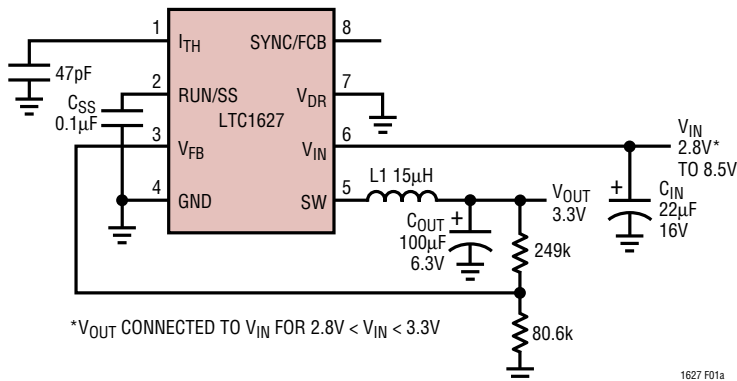 1
I_TH
SYNC/FCB
8
47pF
2
RUN/SS
V_DR
7
C_SS
0.1µF
LTC1627
3
V_FB
V_IN
6
4
GND
SW
5
L1 15µH
V_IN
2.8V*
TO 8.5V
V_OUT
3.3V
+
C_OUT
100µF
6.3V
+
C_IN
22µF
16V
249k
80.6k
*V_OUT CONNECTED TO V_IN FOR 2.8V < V_IN < 3.3V
1627 F01a